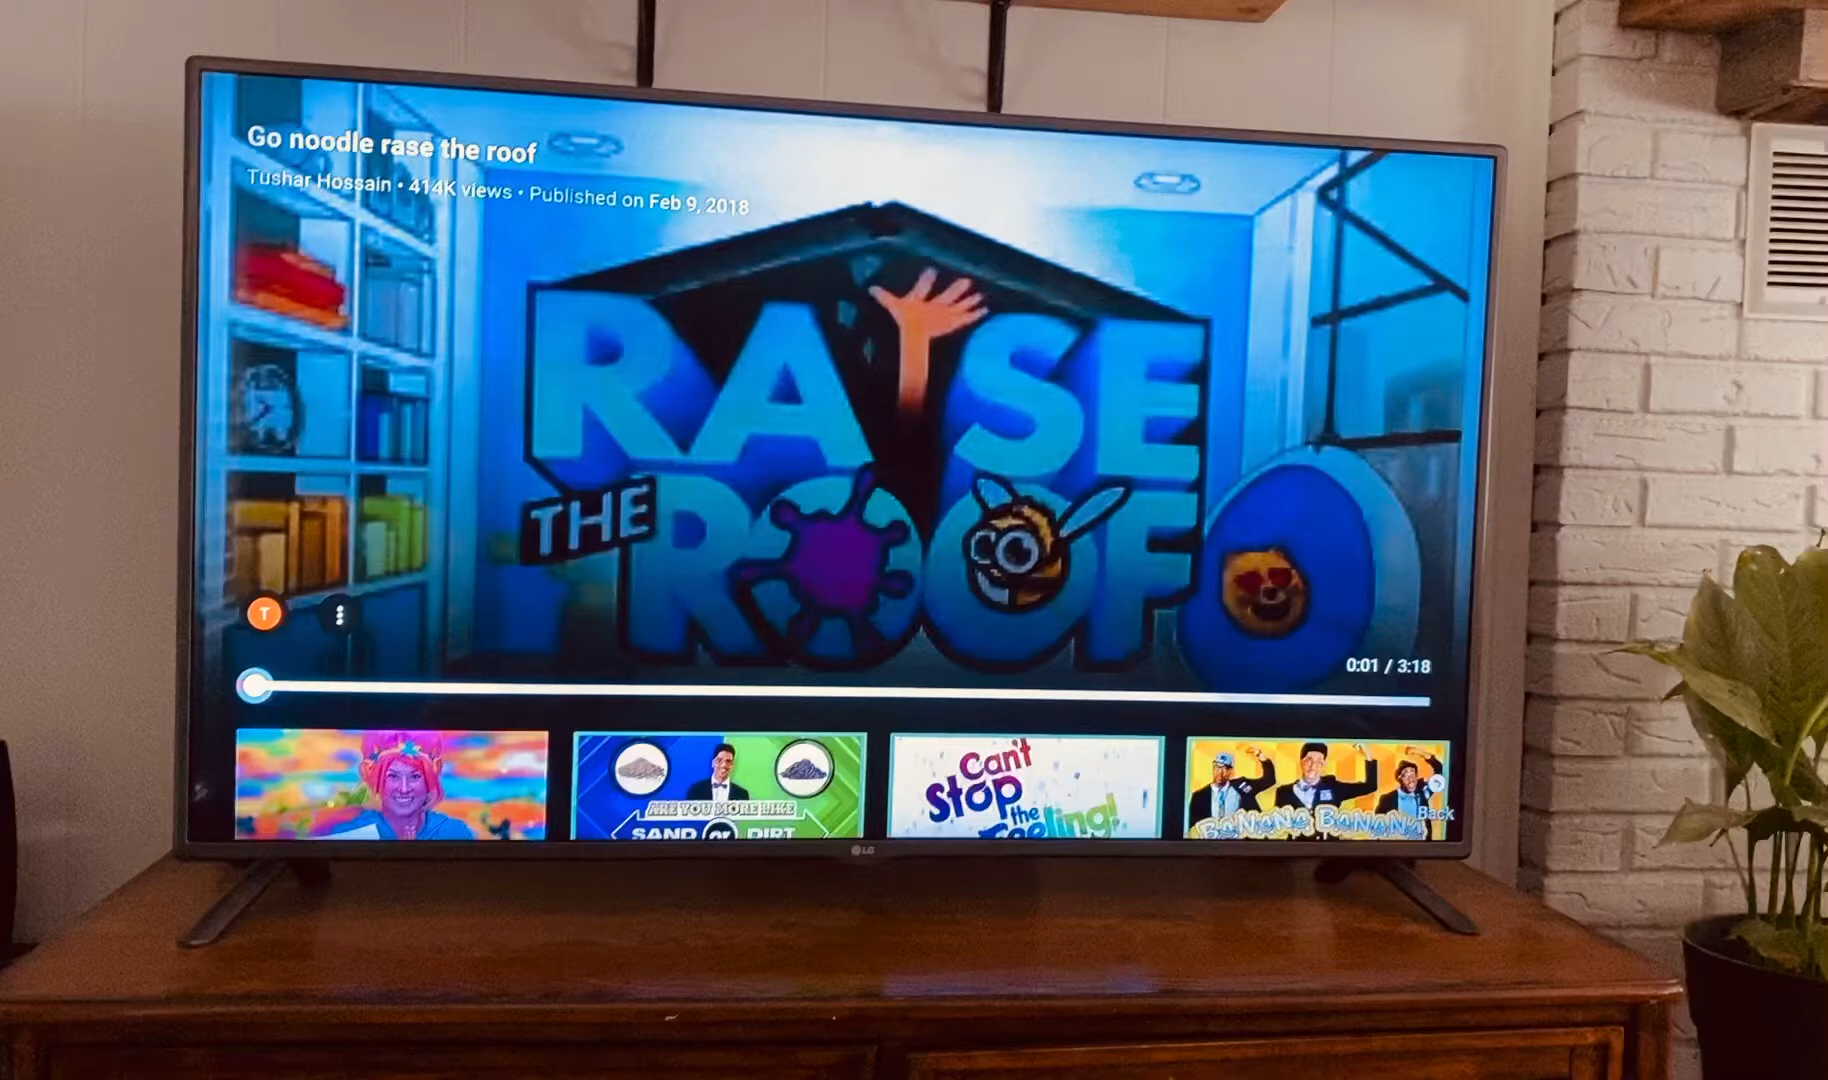 Go noodle rase the roof
Tushar Hossain • 414K views • Published on Feb 9, 2018
RAISE
THE ROOF
T
0:01 / 3:18
ARE YOU MORE LIKE
SAND or DIRT
Can't
Stop
the
Feeling!
BANANA BANANA
Back
LG